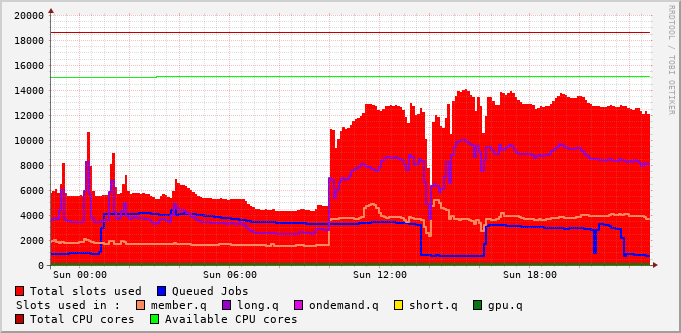 20000
18000
16000
14000
12000
10000
8000
6000
4000
2000
0
Sun 00:00 Sun 06:00 Sun 12:00 Sun 18:00
RRDTOOL / TOBI OETIKER
Total slots used Queued Jobs
Slots used in : member.q long.q ondemand.q short.q gpu.q
Total CPU cores Available CPU cores